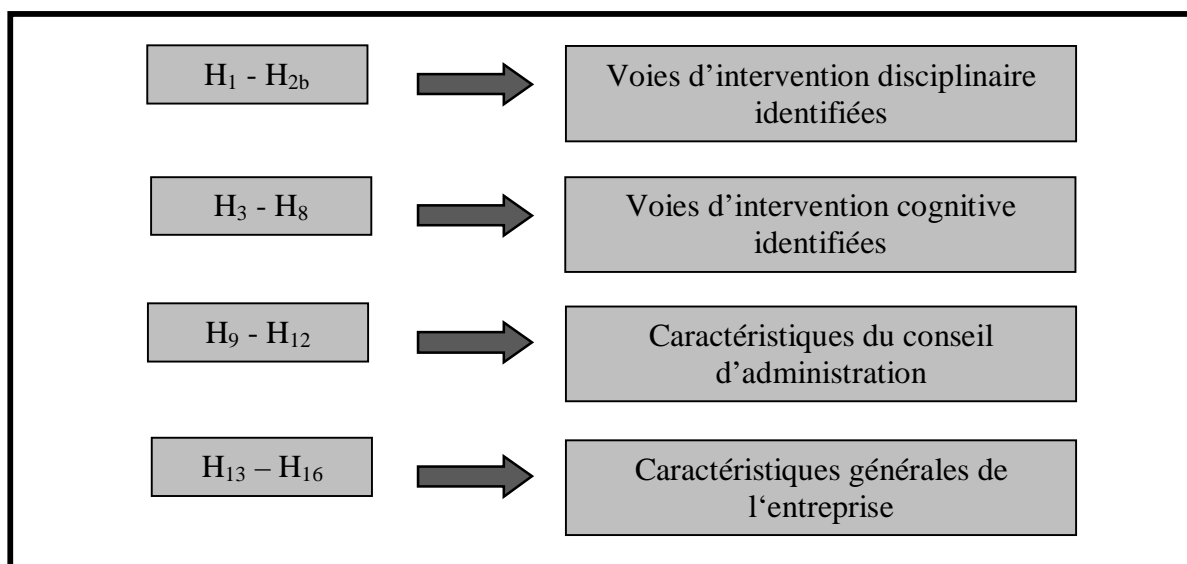 H₁ - H₂b
Voies d’intervention disciplinaire
identifiées
H₃ - H₈
Voies d’intervention cognitive
identifiées
H₉ - H₁₂
Caractéristiques du conseil
d’administration
H₁₃ – H₁₆
Caractéristiques générales de
l‘entreprise